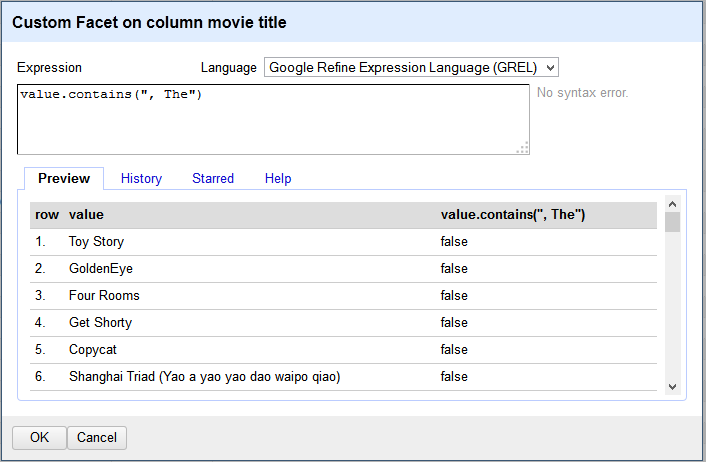 Custom Facet on column movie title
Expression Language Google Refine Expression Language (GREL)
value.contains(", The") No syntax error.
Preview History Starred Help
row value value.contains(", The")
1. Toy Story false
2. GoldenEye false
3. Four Rooms false
4. Get Shorty false
5. Copycat false
6. Shanghai Triad (Yao a yao yao dao waipo qiao) false
OK Cancel